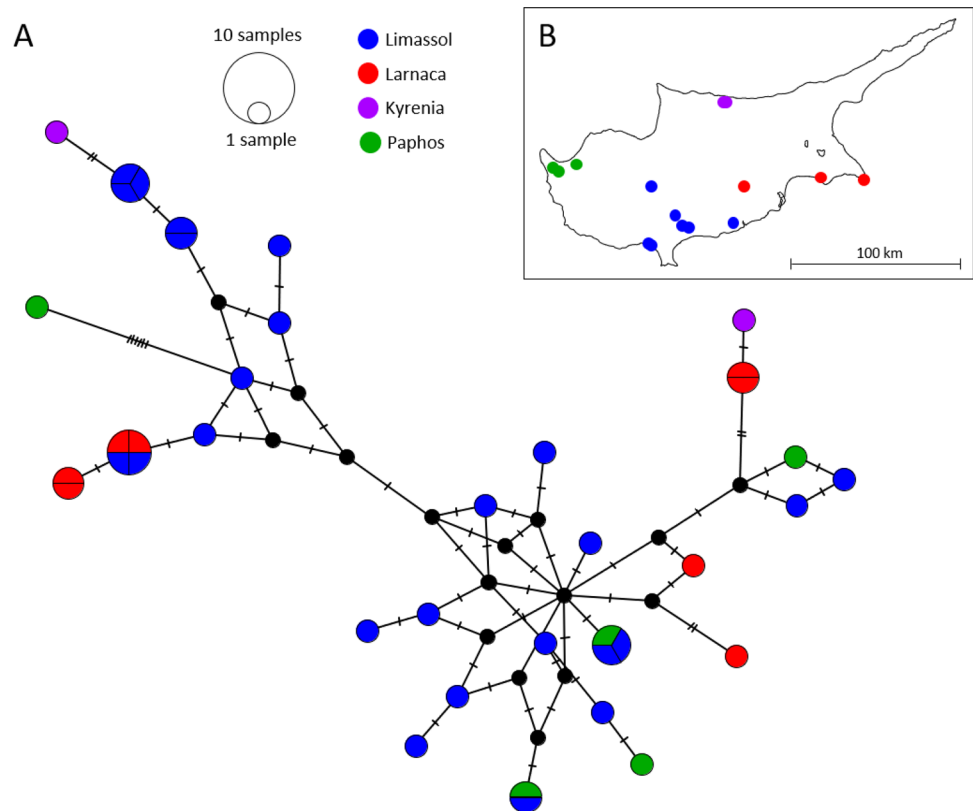 A
10 samples
1 sample
Limassol
Larnaca
Kyrenia
Paphos
B
100 km